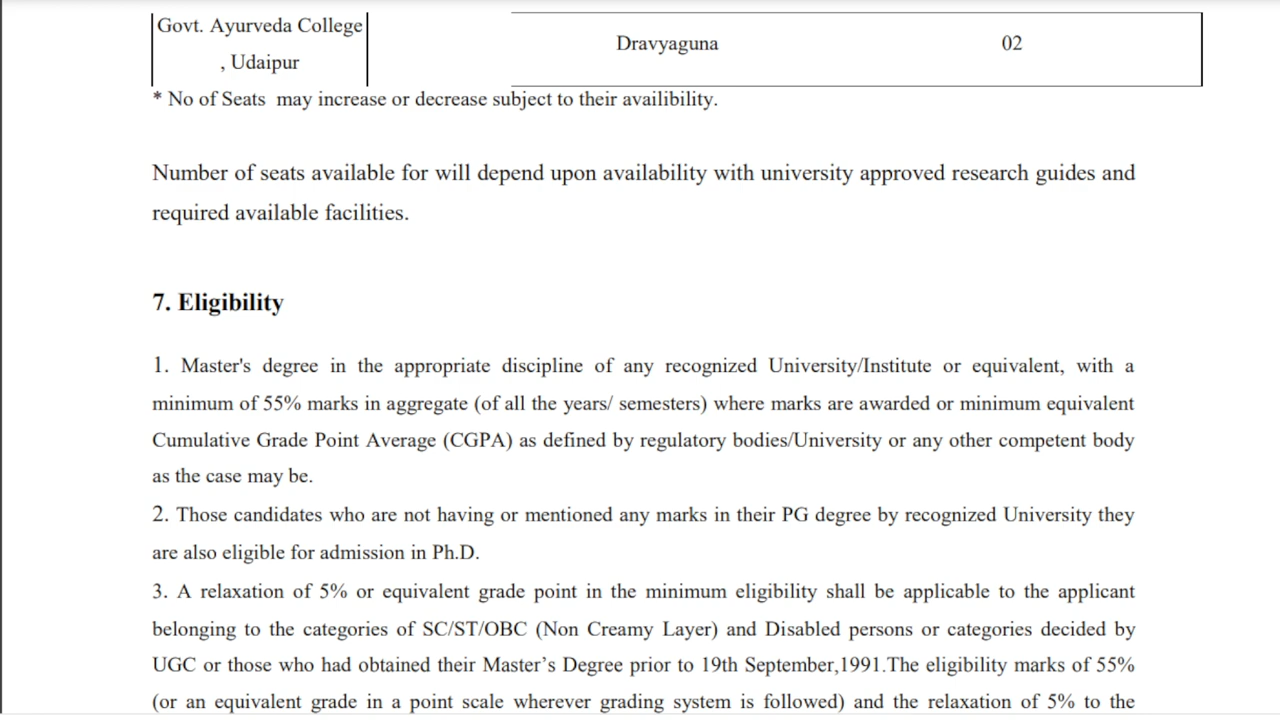 Govt. Ayurveda College
, Udaipur
Dravyaguna 02
* No of Seats may increase or decrease subject to their availibility.
Number of seats available for will depend upon availability with university approved research guides and
required available facilities.
7. Eligibility
1. Master's degree in the appropriate discipline of any recognized University/Institute or equivalent, with a
minimum of 55% marks in aggregate (of all the years/ semesters) where marks are awarded or minimum equivalent
Cumulative Grade Point Average (CGPA) as defined by regulatory bodies/University or any other competent body
as the case may be.
2. Those candidates who are not having or mentioned any marks in their PG degree by recognized University they
are also eligible for admission in Ph.D.
3. A relaxation of 5% or equivalent grade point in the minimum eligibility shall be applicable to the applicant
belonging to the categories of SC/ST/OBC (Non Creamy Layer) and Disabled persons or categories decided by
UGC or those who had obtained their Master’s Degree prior to 19th September,1991.The eligibility marks of 55%
(or an equivalent grade in a point scale wherever grading system is followed) and the relaxation of 5% to the